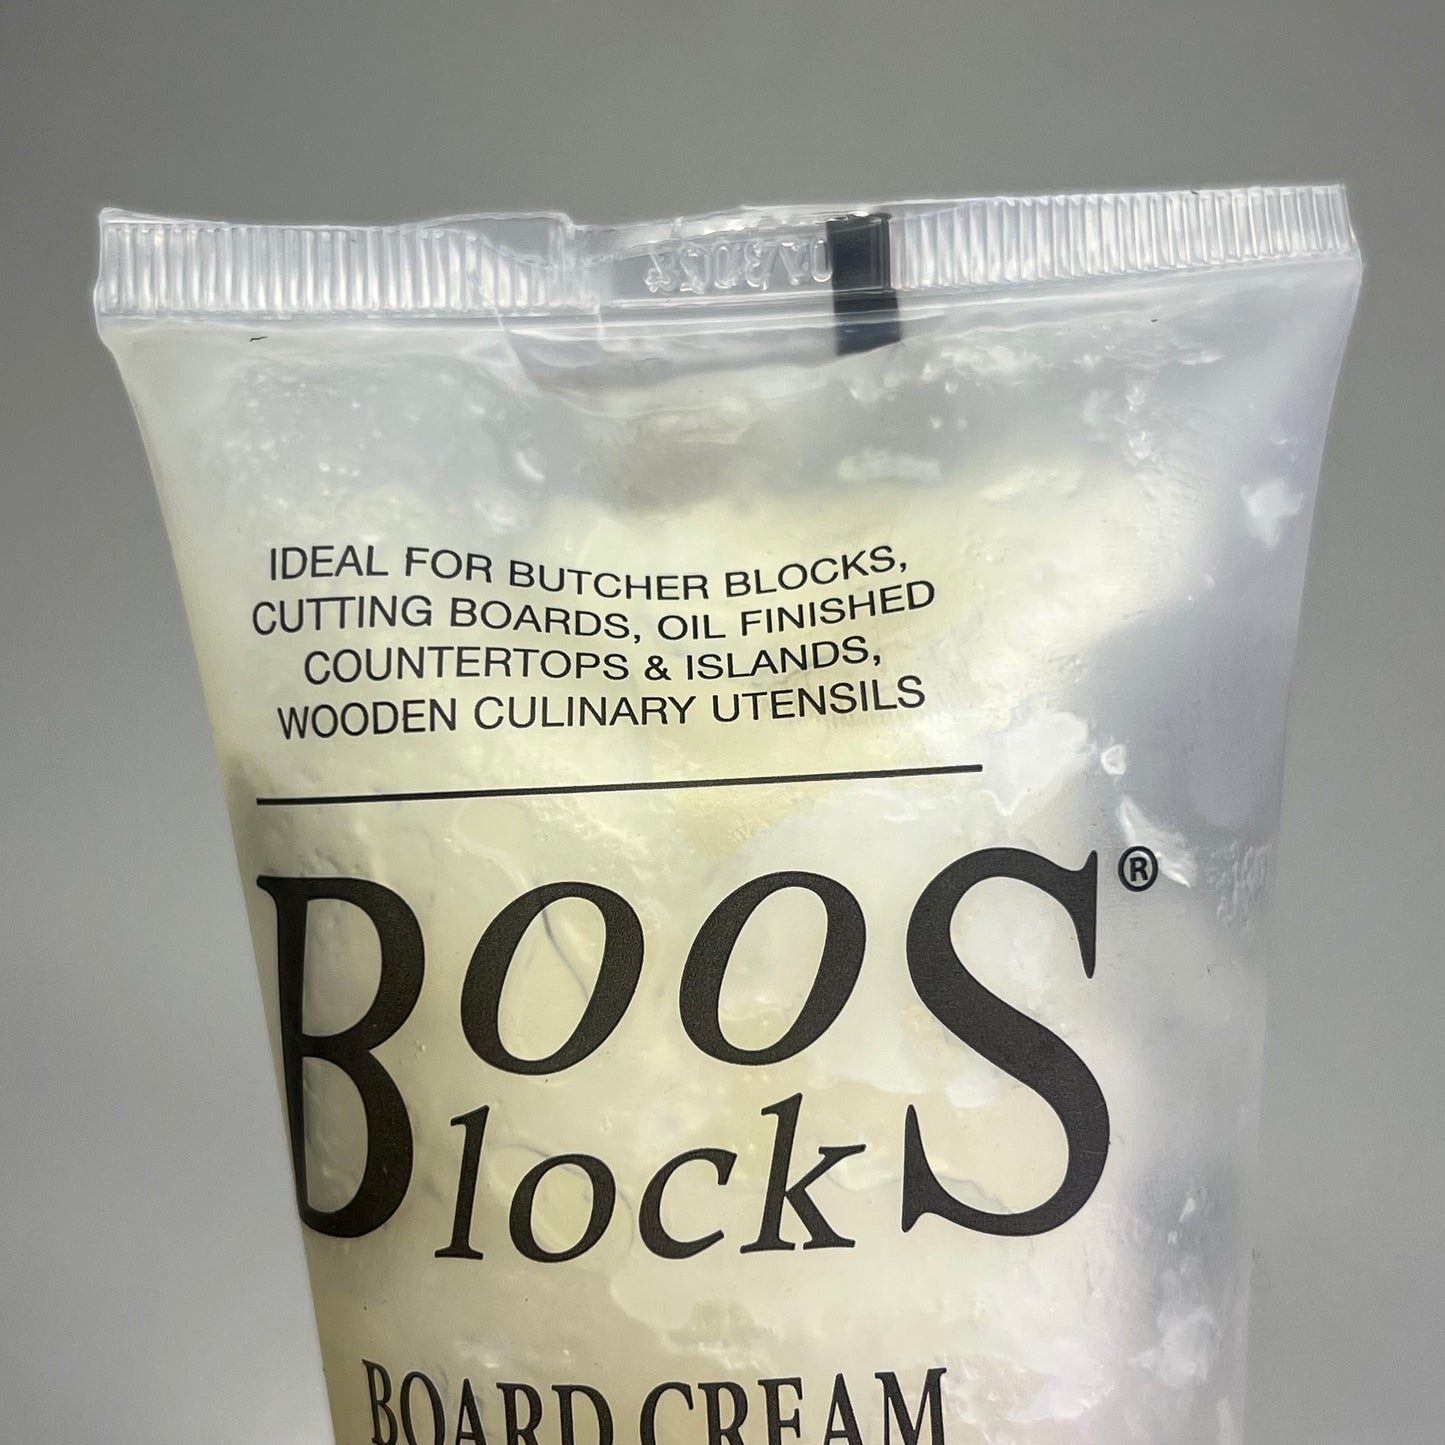 IDEAL FOR BUTCHER BLOCKS,
CUTTING BOARDS, OIL FINISHED
COUNTERTOPS & ISLANDS,
WOODEN CULINARY UTENSILS
BOOS®
Block
BOARD CREAM